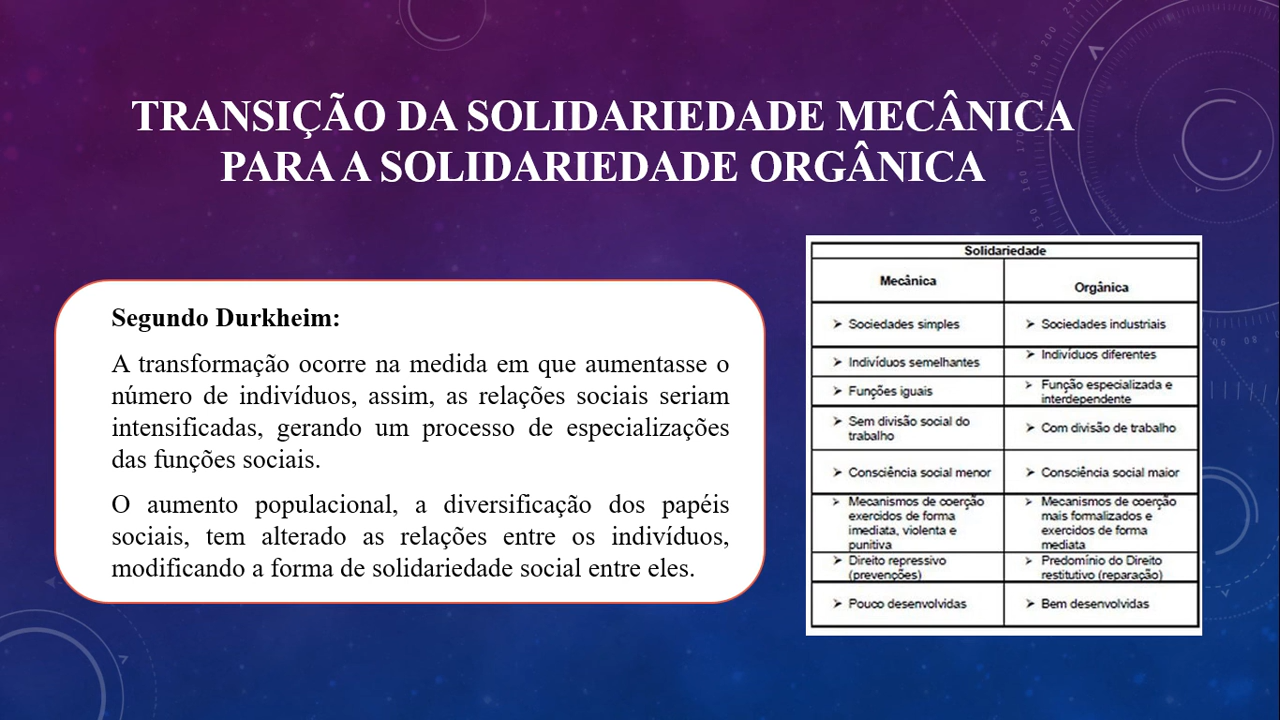 TRANSIÇÃO DA SOLIDARIEDADE MECÂNICA
PARA A SOLIDARIEDADE ORGÂNICA
Segundo Durkheim:
A transformação ocorre na medida em que aumentasse o
número de indivíduos, assim, as relações sociais seriam
intensificadas, gerando um processo de especializações
das funções sociais.
O aumento populacional, a diversificação dos papéis
sociais, tem alterado as relações entre os indivíduos,
modificando a forma de solidariedade social entre eles.
Solidariedade
Mecânica
Orgânica
➢ Sociedades simples
➢ Sociedades industriais
➢ Indivíduos semelhantes
➢ Indivíduos diferentes
➢ Funções iguais
➢ Função especializada e
interdependente
➢ Sem divisão social do
trabalho
➢ Com divisão de trabalho
➢ Consciência social menor
➢ Consciência social maior
➢ Mecanismos de coerção
exercidos de forma
imediata, violenta e
punitiva
➢ Mecanismos de coerção
mais formalizados e
exercidos de forma
mediata
➢ Direito repressivo
(prevenções)
➢ Predomínio do Direito
restitutivo (reparação)
➢ Pouco desenvolvidas
➢ Bem desenvolvidas
150
160
170
190
200